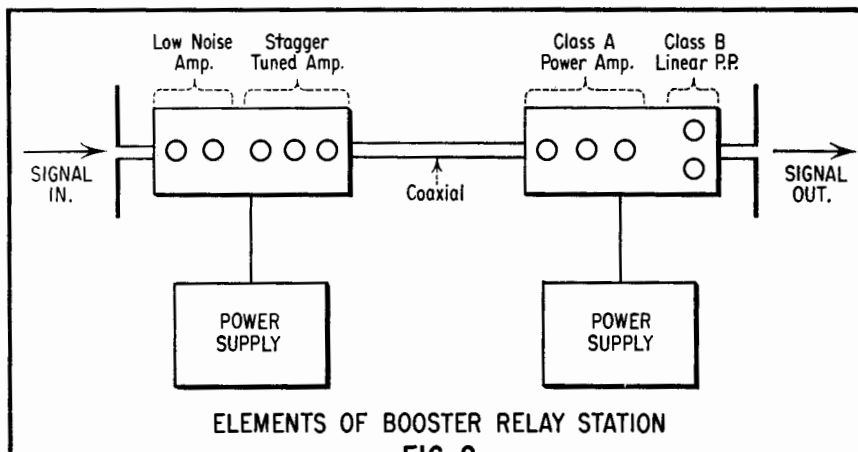 Low Noise
Amp.
Stagger
Tuned Amp.
Class A
Power Amp.
Class B
Linear P.P.
SIGNAL
IN.
Coaxial
SIGNAL
OUT.
POWER
SUPPLY
POWER
SUPPLY
ELEMENTS OF BOOSTER RELAY STATION